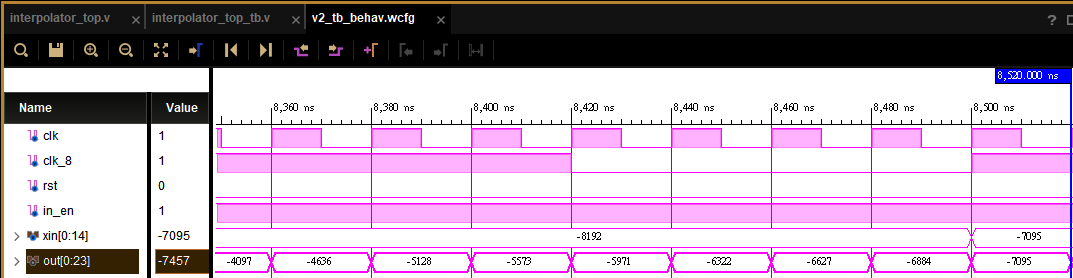 interpolator_top.v × interpolator_top_tb.v × v2_tb_behav.wcfg × ?
8,520.000 ns
Name Value 8,360 ns 8,380 ns 8,400 ns 8,420 ns 8,440 ns 8,460 ns 8,480 ns 8,500 ns
clk 1
clk_8 1
rst 0
in_en 1
xin[0:14] -7095 -8192 -7095
out[0:23] -7457 -4097 -4636 -5128 -5573 -5971 -6322 -6627 -6884 -7095